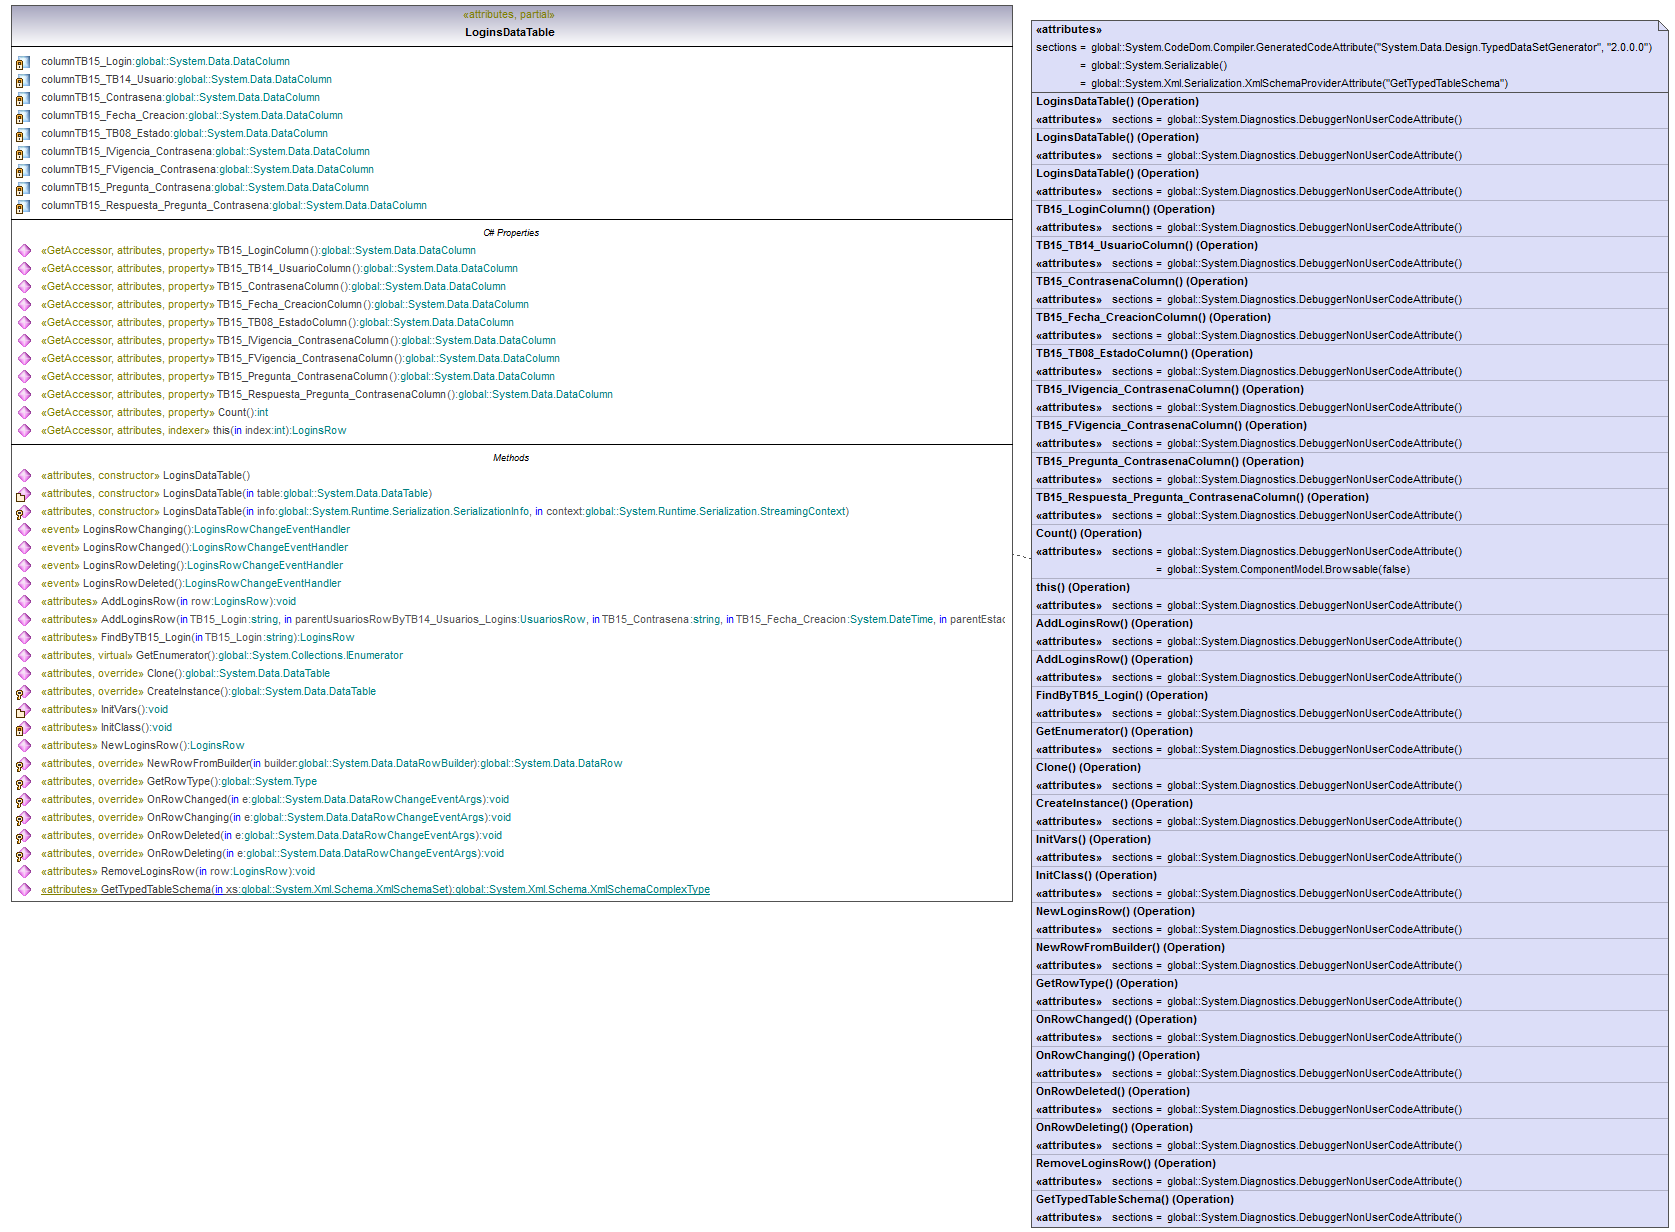 «attributes, partial»
LoginsDataTable
columnTB15_Login:global::System.Data.DataColumn
columnTB15_TB14_Usuario:global::System.Data.DataColumn
columnTB15_Contrasena:global::System.Data.DataColumn
columnTB15_Fecha_Creacion:global::System.Data.DataColumn
columnTB15_TB08_Estado:global::System.Data.DataColumn
columnTB15_IVigencia_Contrasena:global::System.Data.DataColumn
columnTB15_FVigencia_Contrasena:global::System.Data.DataColumn
columnTB15_Pregunta_Contrasena:global::System.Data.DataColumn
columnTB15_Respuesta_Pregunta_Contrasena:global::System.Data.DataColumn
C# Properties
«GetAccessor, attributes, property» TB15_LoginColumn():global::System.Data.DataColumn
«GetAccessor, attributes, property» TB15_TB14_UsuarioColumn():global::System.Data.DataColumn
«GetAccessor, attributes, property» TB15_ContrasenaColumn():global::System.Data.DataColumn
«GetAccessor, attributes, property» TB15_Fecha_CreacionColumn():global::System.Data.DataColumn
«GetAccessor, attributes, property» TB15_TB08_EstadoColumn():global::System.Data.DataColumn
«GetAccessor, attributes, property» TB15_IVigencia_ContrasenaColumn():global::System.Data.DataColumn
«GetAccessor, attributes, property» TB15_FVigencia_ContrasenaColumn():global::System.Data.DataColumn
«GetAccessor, attributes, property» TB15_Pregunta_ContrasenaColumn():global::System.Data.DataColumn
«GetAccessor, attributes, property» TB15_Respuesta_Pregunta_ContrasenaColumn():global::System.Data.DataColumn
«GetAccessor, attributes, property» Count():int
«GetAccessor, attributes, indexer» this(in index:int):LoginsRow
Methods
«attributes, constructor» LoginsDataTable()
«attributes, constructor» LoginsDataTable(in table:global::System.Data.DataTable)
«attributes, constructor» LoginsDataTable(in info:global::System.Runtime.Serialization.SerializationInfo, in context:global::System.Runtime.Serialization.StreamingContext)
«event» LoginsRowChanging():LoginsRowChangeEventHandler
«event» LoginsRowChanged():LoginsRowChangeEventHandler
«event» LoginsRowDeleting():LoginsRowChangeEventHandler
«event» LoginsRowDeleted():LoginsRowChangeEventHandler
«attributes» AddLoginsRow(in row:LoginsRow):void
«attributes» AddLoginsRow(in TB15_Login:string, in parentUsuariosRowByTB14_Usuarios_Logins:UsuariosRow, in TB15_Contrasena:string, in TB15_Fecha_Creacion:System.DateTime, in parentEstac
«attributes» FindByTB15_Login(in TB15_Login:string):LoginsRow
«attributes, virtual» GetEnumerator():global::System.Collections.IEnumerator
«attributes, override» Clone():global::System.Data.DataTable
«attributes, override» CreateInstance():global::System.Data.DataTable
«attributes» InitVars():void
«attributes» InitClass():void
«attributes» NewLoginsRow():LoginsRow
«attributes, override» NewRowFromBuilder(in builder:global::System.Data.DataRowBuilder):global::System.Data.DataRow
«attributes, override» GetRowType():global::System.Type
«attributes, override» OnRowChanged(in e:global::System.Data.DataRowChangeEventArgs):void
«attributes, override» OnRowChanging(in e:global::System.Data.DataRowChangeEventArgs):void
«attributes, override» OnRowDeleted(in e:global::System.Data.DataRowChangeEventArgs):void
«attributes, override» OnRowDeleting(in e:global::System.Data.DataRowChangeEventArgs):void
«attributes» RemoveLoginsRow(in row:LoginsRow):void
«attributes» GetTypedTableSchema(in xs:global::System.Xml.Schema.XmlSchemaSet):global::System.Xml.Schema.XmlSchemaComplexType
«attributes»
sections = global::System.CodeDom.Compiler.GeneratedCodeAttribute("System.Data.Design.TypedDataSetGenerator", "2.0.0.0")
= global::System.Serializable()
= global::System.Xml.Serialization.XmlSchemaProviderAttribute("GetTypedTableSchema")
LoginsDataTable() (Operation)
«attributes» sections = global::System.Diagnostics.DebuggerNonUserCodeAttribute()
LoginsDataTable() (Operation)
«attributes» sections = global::System.Diagnostics.DebuggerNonUserCodeAttribute()
LoginsDataTable() (Operation)
«attributes» sections = global::System.Diagnostics.DebuggerNonUserCodeAttribute()
TB15_LoginColumn() (Operation)
«attributes» sections = global::System.Diagnostics.DebuggerNonUserCodeAttribute()
TB15_TB14_UsuarioColumn() (Operation)
«attributes» sections = global::System.Diagnostics.DebuggerNonUserCodeAttribute()
TB15_ContrasenaColumn() (Operation)
«attributes» sections = global::System.Diagnostics.DebuggerNonUserCodeAttribute()
TB15_Fecha_CreacionColumn() (Operation)
«attributes» sections = global::System.Diagnostics.DebuggerNonUserCodeAttribute()
TB15_TB08_EstadoColumn() (Operation)
«attributes» sections = global::System.Diagnostics.DebuggerNonUserCodeAttribute()
TB15_IVigencia_ContrasenaColumn() (Operation)
«attributes» sections = global::System.Diagnostics.DebuggerNonUserCodeAttribute()
TB15_FVigencia_ContrasenaColumn() (Operation)
«attributes» sections = global::System.Diagnostics.DebuggerNonUserCodeAttribute()
TB15_Pregunta_ContrasenaColumn() (Operation)
«attributes» sections = global::System.Diagnostics.DebuggerNonUserCodeAttribute()
TB15_Respuesta_Pregunta_ContrasenaColumn() (Operation)
«attributes» sections = global::System.Diagnostics.DebuggerNonUserCodeAttribute()
Count() (Operation)
«attributes» sections = global::System.Diagnostics.DebuggerNonUserCodeAttribute()
= global::System.ComponentModel.Browsable(false)
this() (Operation)
«attributes» sections = global::System.Diagnostics.DebuggerNonUserCodeAttribute()
AddLoginsRow() (Operation)
«attributes» sections = global::System.Diagnostics.DebuggerNonUserCodeAttribute()
AddLoginsRow() (Operation)
«attributes» sections = global::System.Diagnostics.DebuggerNonUserCodeAttribute()
FindByTB15_Login() (Operation)
«attributes» sections = global::System.Diagnostics.DebuggerNonUserCodeAttribute()
GetEnumerator() (Operation)
«attributes» sections = global::System.Diagnostics.DebuggerNonUserCodeAttribute()
Clone() (Operation)
«attributes» sections = global::System.Diagnostics.DebuggerNonUserCodeAttribute()
CreateInstance() (Operation)
«attributes» sections = global::System.Diagnostics.DebuggerNonUserCodeAttribute()
InitVars() (Operation)
«attributes» sections = global::System.Diagnostics.DebuggerNonUserCodeAttribute()
InitClass() (Operation)
«attributes» sections = global::System.Diagnostics.DebuggerNonUserCodeAttribute()
NewLoginsRow() (Operation)
«attributes» sections = global::System.Diagnostics.DebuggerNonUserCodeAttribute()
NewRowFromBuilder() (Operation)
«attributes» sections = global::System.Diagnostics.DebuggerNonUserCodeAttribute()
GetRowType() (Operation)
«attributes» sections = global::System.Diagnostics.DebuggerNonUserCodeAttribute()
OnRowChanged() (Operation)
«attributes» sections = global::System.Diagnostics.DebuggerNonUserCodeAttribute()
OnRowChanging() (Operation)
«attributes» sections = global::System.Diagnostics.DebuggerNonUserCodeAttribute()
OnRowDeleted() (Operation)
«attributes» sections = global::System.Diagnostics.DebuggerNonUserCodeAttribute()
OnRowDeleting() (Operation)
«attributes» sections = global::System.Diagnostics.DebuggerNonUserCodeAttribute()
RemoveLoginsRow() (Operation)
«attributes» sections = global::System.Diagnostics.DebuggerNonUserCodeAttribute()
GetTypedTableSchema() (Operation)
«attributes» sections = global::System.Diagnostics.DebuggerNonUserCodeAttribute()